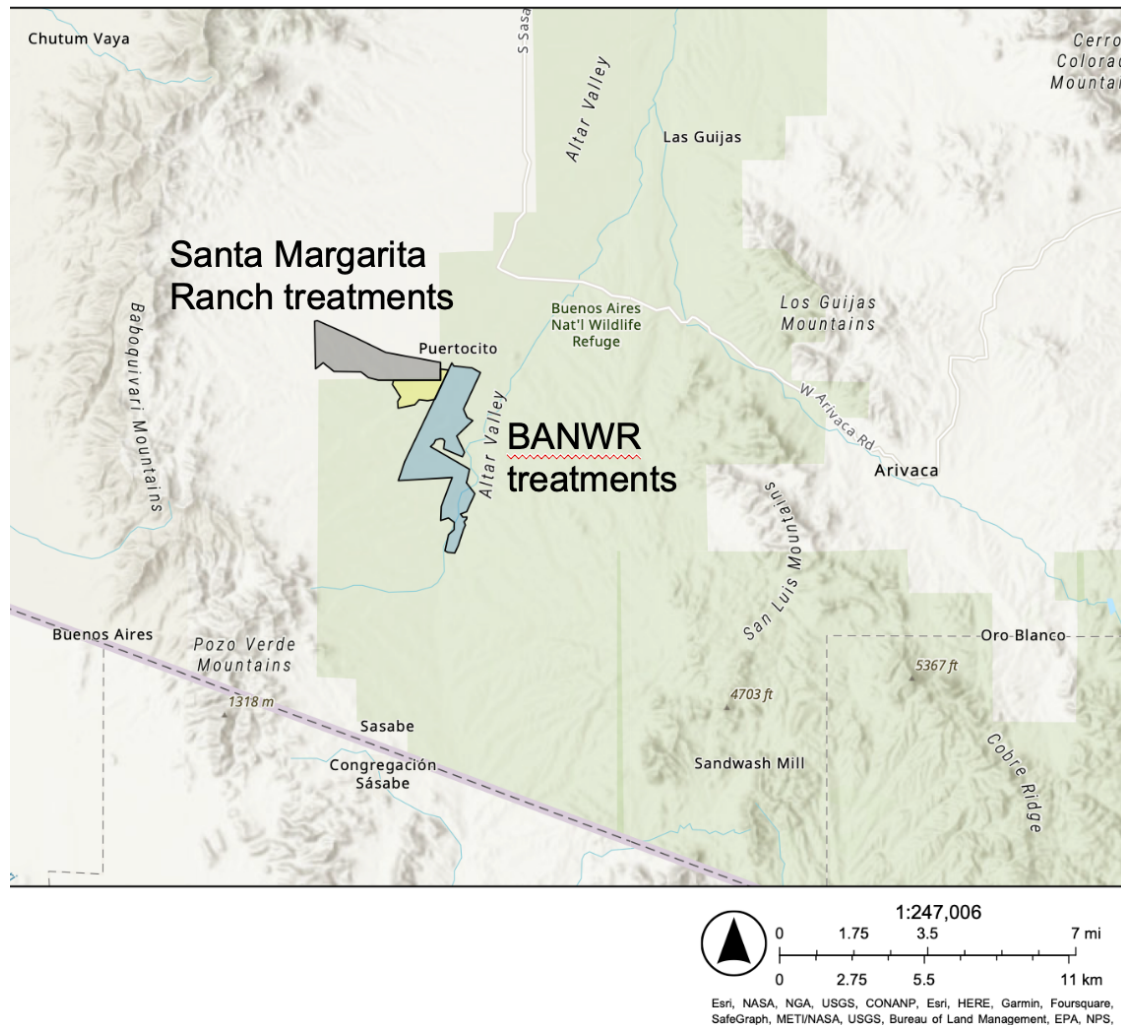 Chutum Vaya
S Sasa
Cerro
Colorad
Mountain
Altar Valley
Las Guijas
Santa Margarita
Ranch treatments
Baboquivari Mountains
Buenos Aires
Nat'l Wildlife
Refuge
Los Guijas
Mountains
Puertocito
W Arivaca Rd
Altar Valley
BANWR
treatments
Arivaca
San Luis Mountains
Buenos Aires
Pozo Verde
Mountains
Oro Blanco
5367 ft
4703 ft
1318 m
Sasabe
Congregación
Sásabe
Sandwash Mill
Cobre Ridge
1:247,006
0 1.75 3.5 7 mi
0 2.75 5.5 11 km
Esri, NASA, NGA, USGS, CONANP, Esri, HERE, Garmin, Foursquare,
SafeGraph, METI/NASA, USGS, Bureau of Land Management, EPA, NPS,